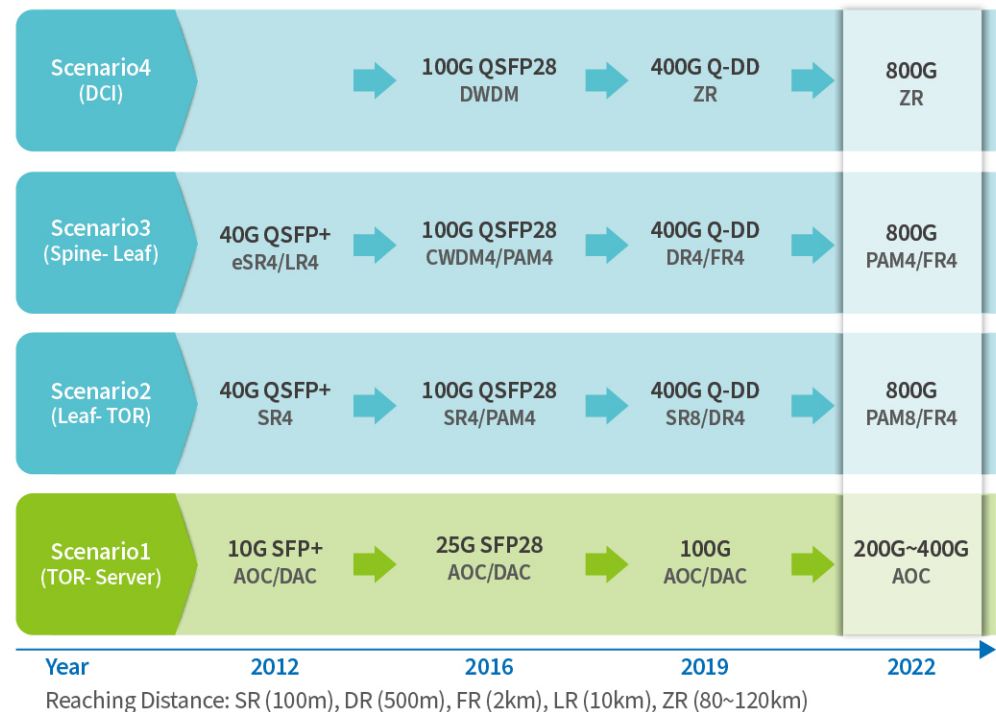 Scenario4
(DCI)
100G QSFP28
DWDM
400G Q-DD
ZR
800G
ZR
Scenario3
(Spine- Leaf)
40G QSFP+
eSR4/LR4
100G QSFP28
CWDM4/PAM4
400G Q-DD
DR4/FR4
800G
PAM4/FR4
Scenario2
(Leaf- TOR)
40G QSFP+
SR4
100G QSFP28
SR4/PAM4
400G Q-DD
SR8/DR4
800G
PAM8/FR4
Scenario1
(TOR- Server)
10G SFP+
AOC/DAC
25G SFP28
AOC/DAC
100G
AOC/DAC
200G~400G
AOC
Year 2012 2016 2019 2022
Reaching Distance: SR (100m), DR (500m), FR (2km), LR (10km), ZR (80~120km)